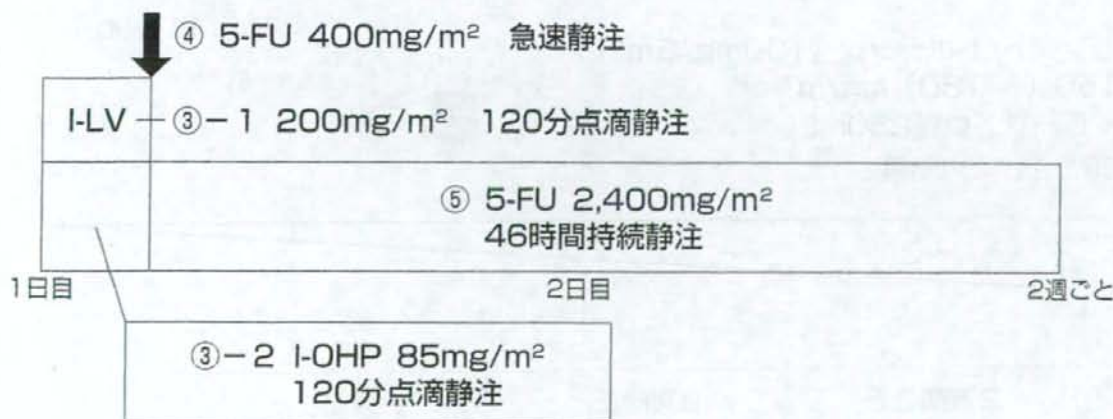 ④ 5-FU 400mg/m² 急速静注
l-LV ③－1 200mg/m² 120分点滴静注
⑤ 5-FU 2,400mg/m²
46時間持続静注
1日目 2日目 2週ごと
③－2 l-OHP 85mg/m²
120分点滴静注